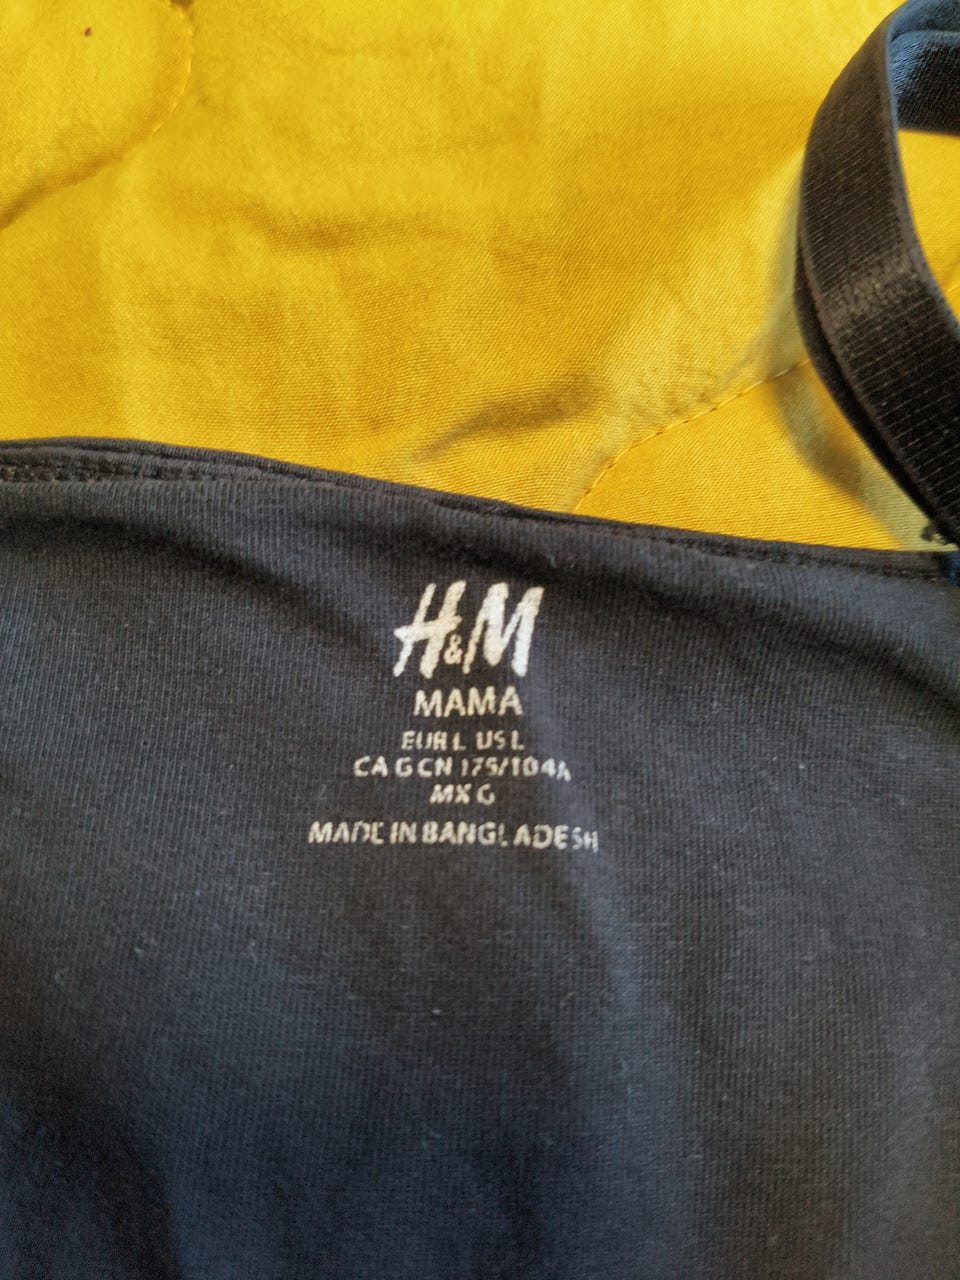 H&M
MAMA
EUR L US L
CA G CN 175/104A
MX G
MADE IN BANGLADESH